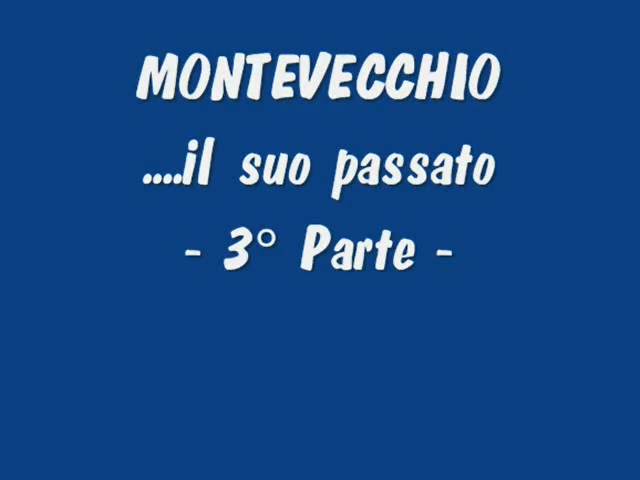 MONTEVECCHIO
....il suo passato
- 3° Parte -